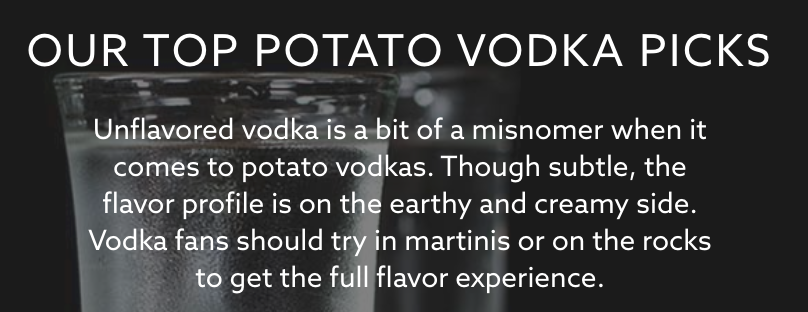 OUR TOP POTATO VODKA PICKS
Unflavored vodka is a bit of a misnomer when it
comes to potato vodkas. Though subtle, the
flavor profile is on the earthy and creamy side.
Vodka fans should try in martinis or on the rocks
to get the full flavor experience.